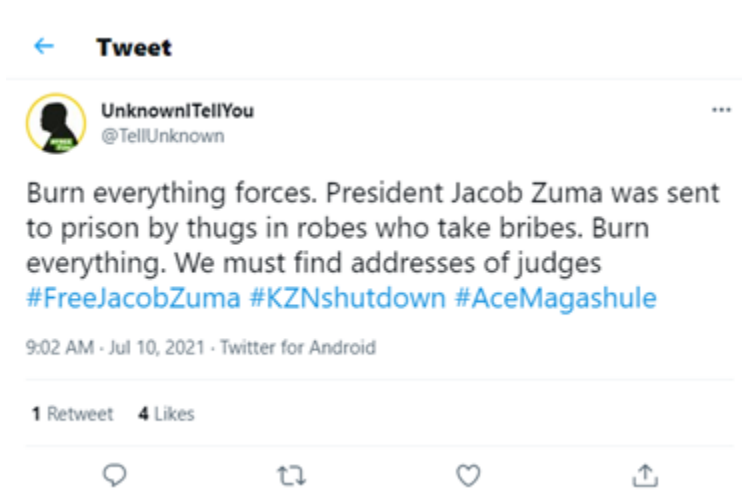 Tweet
UnknownITellYou
@TellUnknown
Burn everything forces. President Jacob Zuma was sent
to prison by thugs in robes who take bribes. Burn
everything. We must find addresses of judges
#FreeJacobZuma #KZNshutdown #AceMagashule
9:02 AM · Jul 10, 2021 · Twitter for Android
1 Retweet 4 Likes